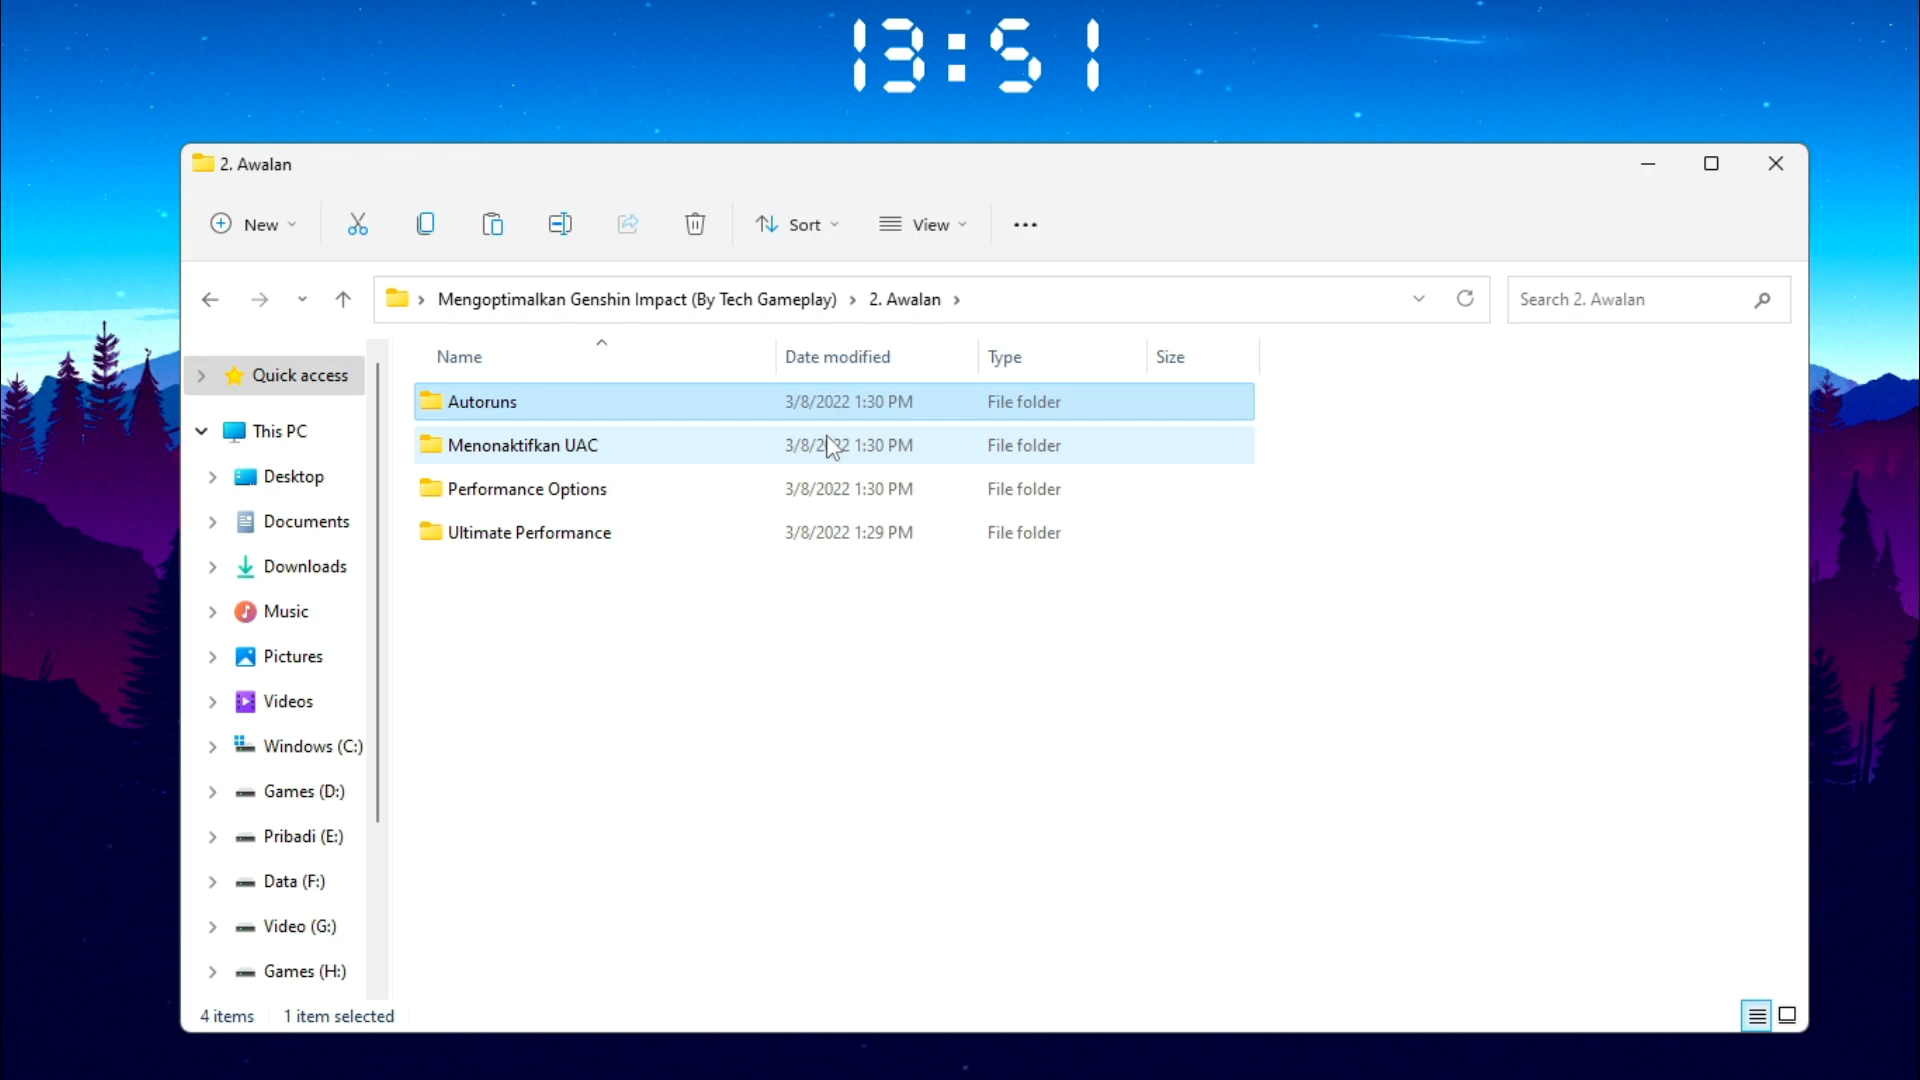 13:51
2. Awalan
New
Sort
View
Mengoptimalkan Genshin Impact (By Tech Gameplay) > 2. Awalan >
Search 2. Awalan
Name Date modified Type Size
Quick access
This PC
Desktop
Documents
Downloads
Music
Pictures
Videos
Windows (C:)
Games (D:)
Pribadi (E:)
Data (F:)
Video (G:)
Games (H:)
Autoruns 3/8/2022 1:30 PM File folder
Menonaktifkan UAC 3/8/2022 1:30 PM File folder
Performance Options 3/8/2022 1:30 PM File folder
Ultimate Performance 3/8/2022 1:29 PM File folder
4 items 1 item selected